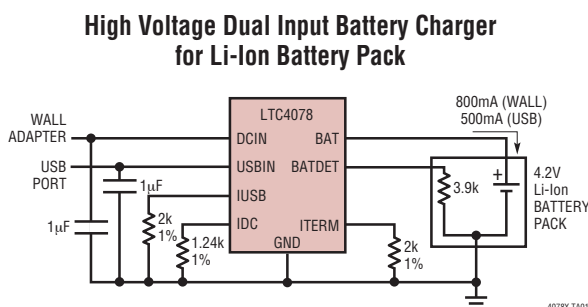 High Voltage Dual Input Battery Charger
for Li-Ion Battery Pack
800mA (WALL)
500mA (USB)
LTC4078
WALL
ADAPTER
DCIN
BAT
USB
PORT
USBIN
BATDET
1µF
IUSB
3.9k
+
4.2V
Li-Ion
BATTERY
PACK
1µF
2k
1%
IDC
1.24k
1%
ITERM
GND
2k
1%
4078X TA01